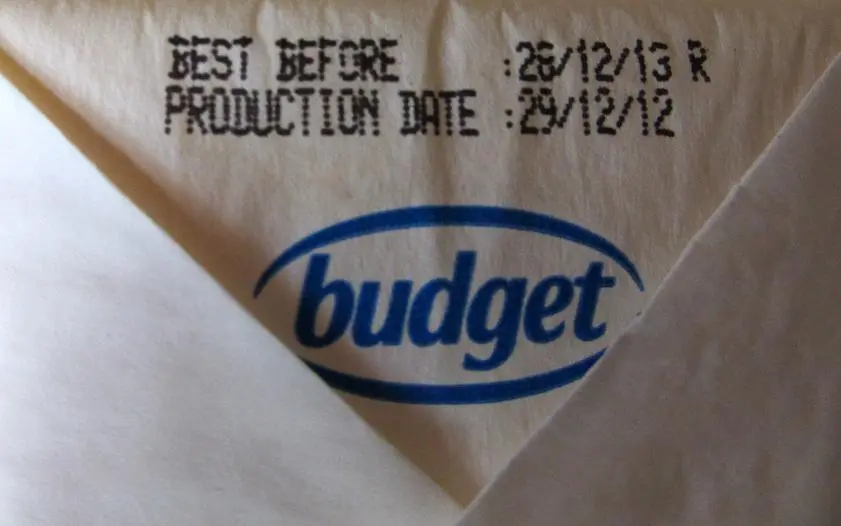 BEST BEFORE :28/12/13 R
PRODUCTION DATE :29/12/12
budget